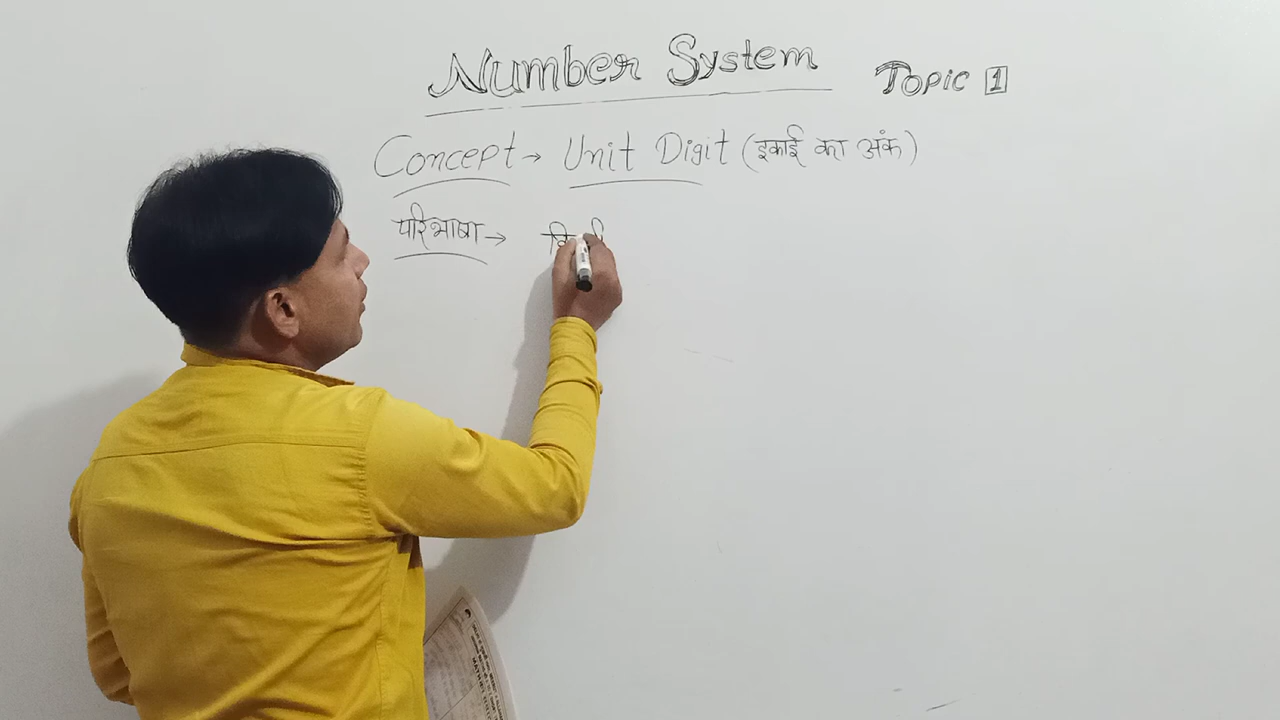 Number System Topic 1
Concept → Unit Digit (इकाई का अंक)
परिभाषा →